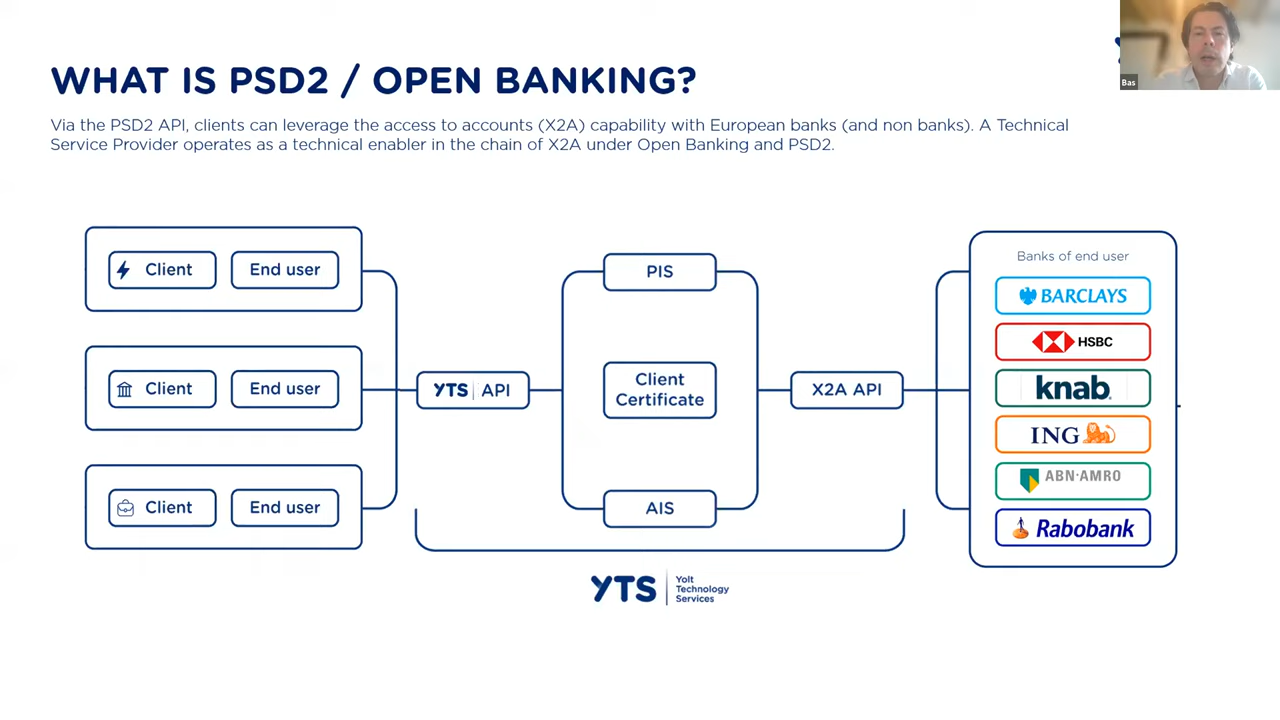 WHAT IS PSD2 / OPEN BANKING?
Bas
Via the PSD2 API, clients can leverage the access to accounts (X2A) capability with European banks (and non banks). A Technical
Service Provider operates as a technical enabler in the chain of X2A under Open Banking and PSD2.
Client
End user
Client
End user
Client
End user
YTS | API
PIS
Client
Certificate
AIS
X2A API
Banks of end user
BARCLAYS
HSBC
knab.
ING
ABN·AMRO
Rabobank
YTS
Yolt
Technology
Services